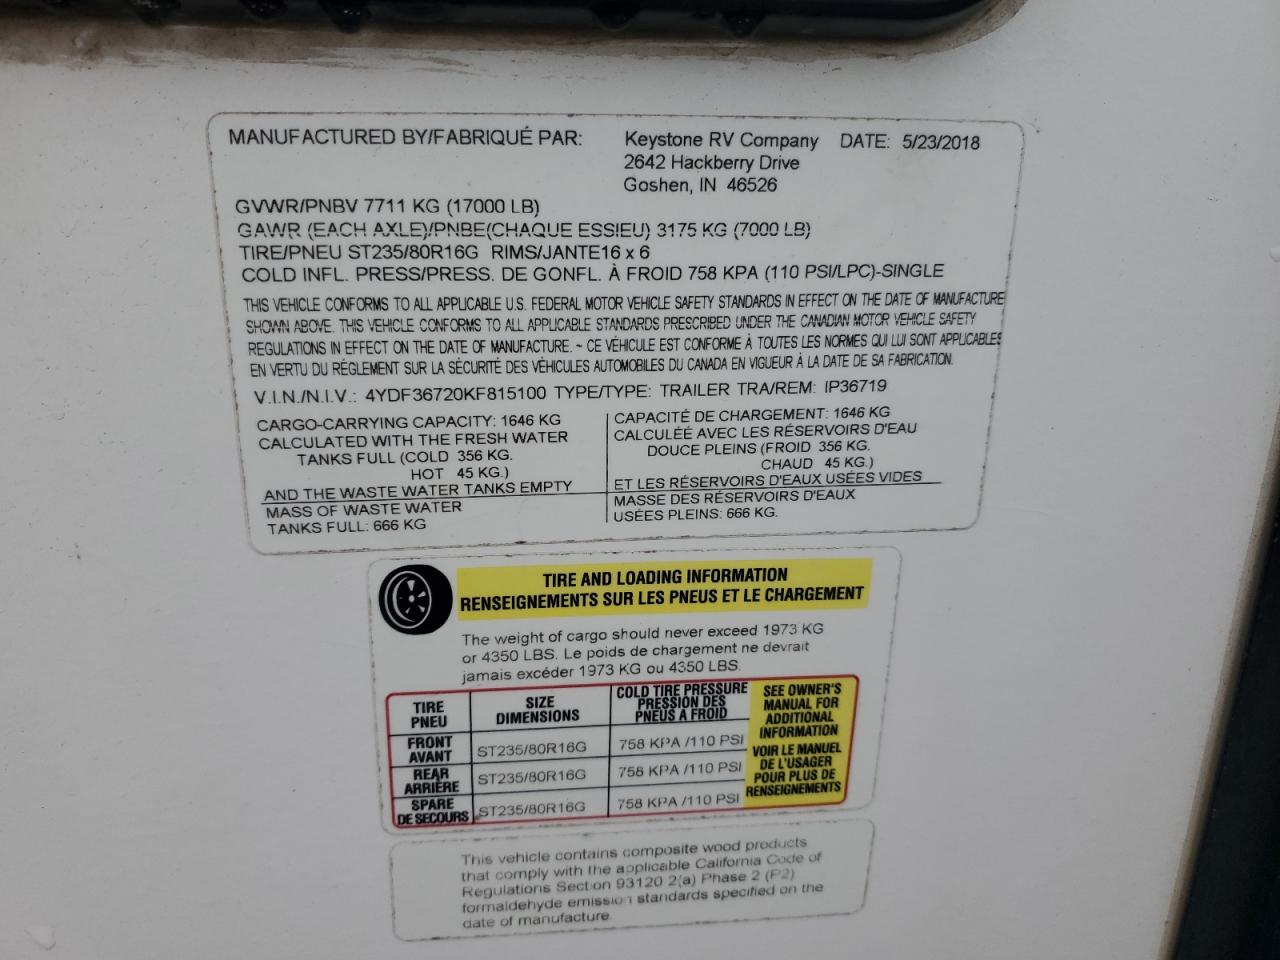 MANUFACTURED BY/FABRIQUÉ PAR: Keystone RV Company DATE: 5/23/2018
2642 Hackberry Drive
Goshen, IN 46526
GVWR/PNBV 7711 KG (17000 LB)
GAWR (EACH AXLE)/PNBE(CHAQUE ESSIEU) 3175 KG (7000 LB)
TIRE/PNEU ST235/80R16G RIMS/JANTE16 x 6
COLD INFL. PRESS/PRESS. DE GONFL. À FROID 758 KPA (110 PSI/LPC)-SINGLE
THIS VEHICLE CONFORMS TO ALL APPLICABLE U.S. FEDERAL MOTOR VEHICLE SAFETY STANDARDS IN EFFECT ON THE DATE OF MANUFACTURE
SHOWN ABOVE. THIS VEHICLE CONFORMS TO ALL APPLICABLE STANDARDS PRESCRIBED UNDER THE CANADIAN MOTOR VEHICLE SAFETY
REGULATIONS IN EFFECT ON THE DATE OF MANUFACTURE. ~ CE VÉHICULE EST CONFORME À TOUTES LES NORMES QUI LUI SONT APPLICABLES
EN VERTU DU RÉGLEMENT SUR LA SÉCURITÉ DES VÉHICULES AUTOMOBILES DU CANADA EN VIGUEUR À LA DATE DE SA FABRICATION.
V.I.N./N.I.V.: 4YDF36720KF815100 TYPE/TYPE: TRAILER TRA/REM: IP36719
CARGO-CARRYING CAPACITY: 1646 KG
CALCULATED WITH THE FRESH WATER
TANKS FULL (COLD 356 KG.
HOT 45 KG.)
AND THE WASTE WATER TANKS EMPTY
MASS OF WASTE WATER
TANKS FULL: 666 KG
CAPACITÉ DE CHARGEMENT: 1646 KG
CALCULÉE AVEC LES RÉSERVOIRS D'EAU
DOUCE PLEINS (FROID 356 KG.
CHAUD 45 KG.)
ET LES RÉSERVOIRS D'EAUX USÉES VIDES
MASSE DES RÉSERVOIRS D'EAUX
USÉES PLEINS: 666 KG.
TIRE AND LOADING INFORMATION
RENSEIGNEMENTS SUR LES PNEUS ET LE CHARGEMENT
The weight of cargo should never exceed 1973 KG
or 4350 LBS. Le poids de chargement ne devrait
jamais excéder 1973 KG ou 4350 LBS.
TIRE
PNEU
SIZE
DIMENSIONS
COLD TIRE PRESSURE
PRESSION DES
PNEUS A FROID
FRONT
AVANT
ST235/80R16G
758 KPA /110 PSI
REAR
ARRIÈRE
ST235/80R16G
758 KPA /110 PSI
SPARE
DE SECOURS
ST235/80R16G
758 KPA /110 PSI
SEE OWNER'S
MANUAL FOR
ADDITIONAL
INFORMATION
VOIR LE MANUEL
DE L'USAGER
POUR PLUS DE
RENSEIGNEMENTS
This vehicle contains composite wood products
that comply with the applicable California Code of
Regulations Section 93120 2(a) Phase 2 (P2)
formaldehyde emission standards specified on the
date of manufacture.